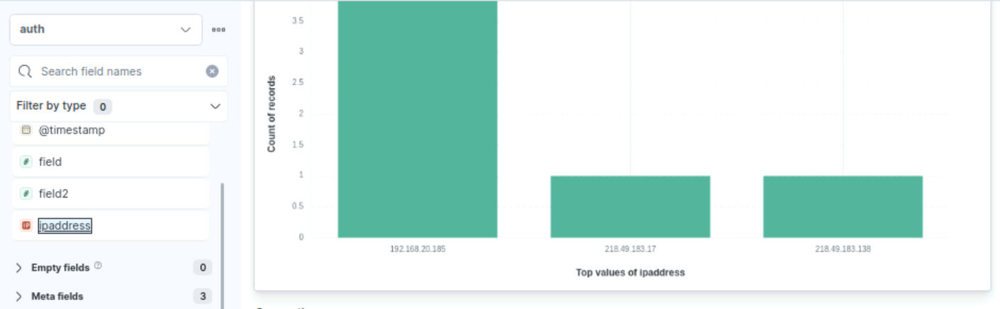 auth
Search field names
Filter by type 0
@timestamp
field
field2
ipaddress
Empty fields 0
Meta fields 3
3.5
3
2.5
2
1.5
1
0.5
0
Count of records
192.168.20.185
218.49.183.17
218.49.183.138
Top values of ipaddress